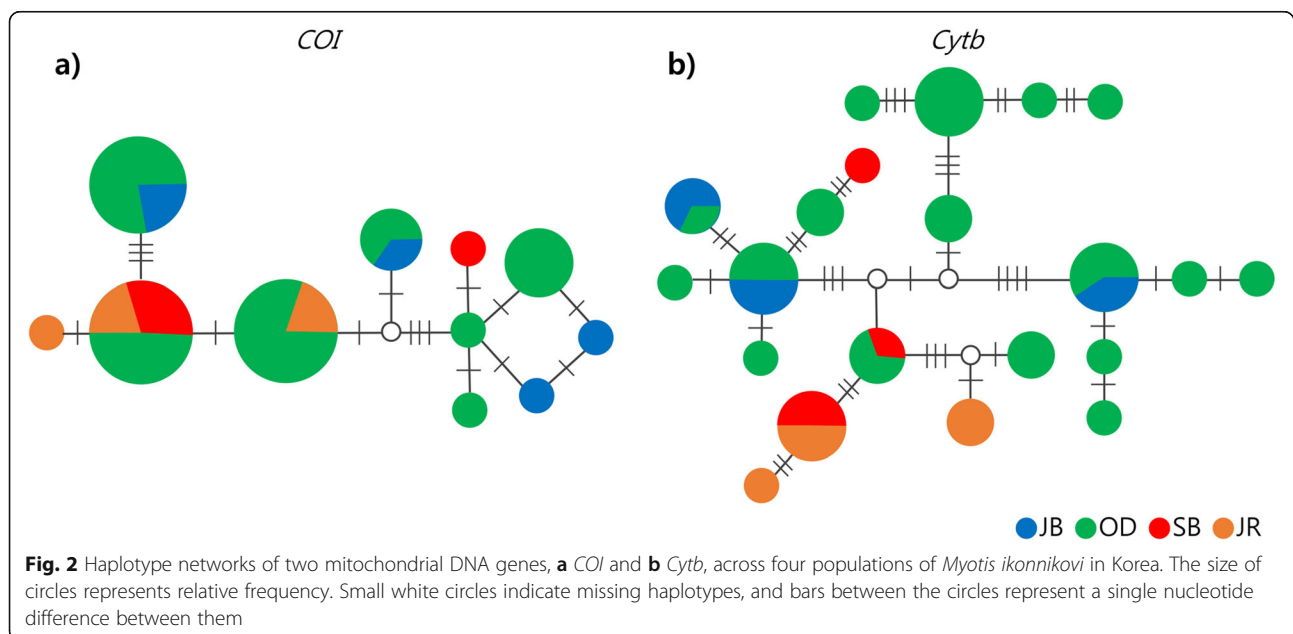 COI
Cytb
a)
b)
JB OD SB JR
Fig. 2 Haplotype networks of two mitochondrial DNA genes, a COI and b Cytb, across four populations of Myotis ikonnikovi in Korea. The size of
circles represents relative frequency. Small white circles indicate missing haplotypes, and bars between the circles represent a single nucleotide
difference between them